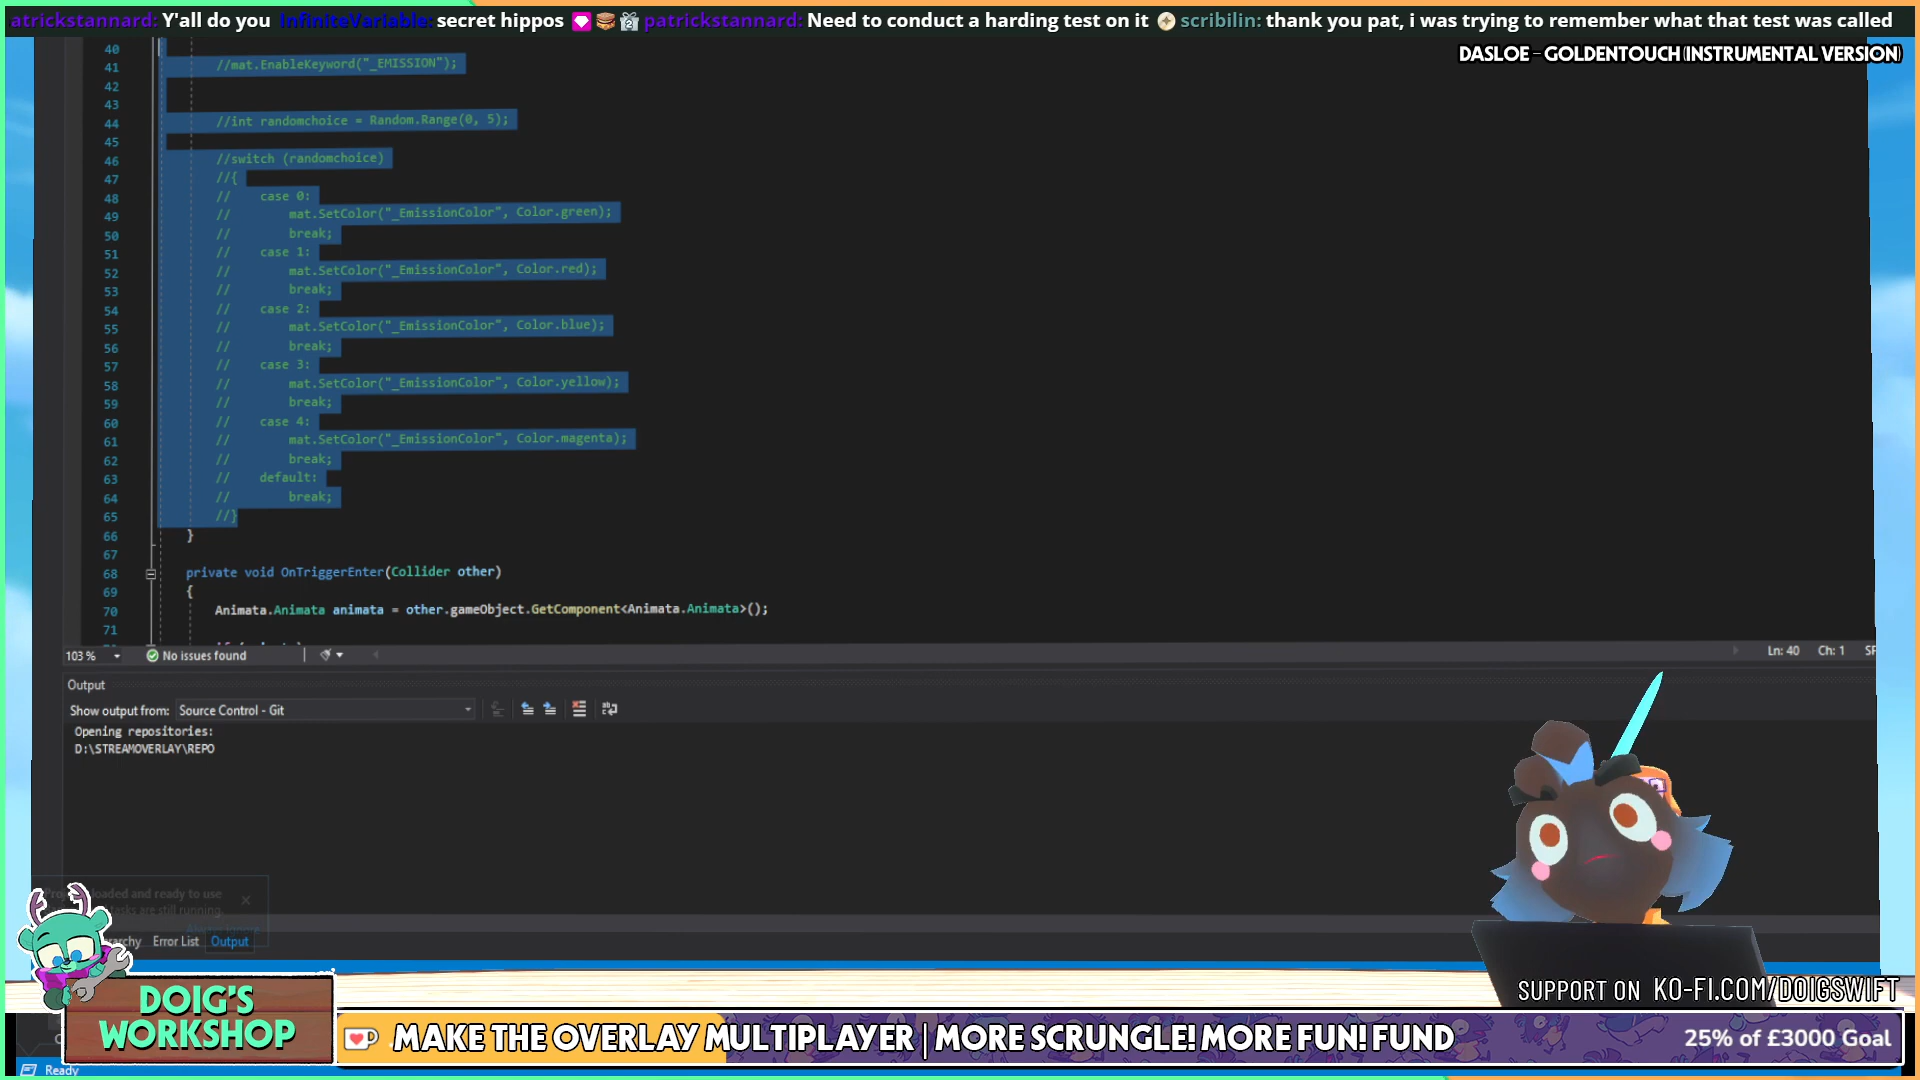 atrickstannard: Y'all do you InfiniteVariable: secret hippos patrickstannard: Need to conduct a harding test on it scribilin: thank you pat, i was trying to remember what that test was called
DASLOE - GOLDENTOUCH (INSTRUMENTAL VERSION)
40
41 //mat.EnableKeyword("_EMISSION");
42
43
44 //int randomchoice = Random.Range(0, 5);
45
46 //switch (randomchoice)
47 //{
48 // case 0:
49 // mat.SetColor("_EmissionColor", Color.green);
50 // break;
51 // case 1:
52 // mat.SetColor("_EmissionColor", Color.red);
53 // break;
54 // case 2:
55 // mat.SetColor("_EmissionColor", Color.blue);
56 // break;
57 // case 3:
58 // mat.SetColor("_EmissionColor", Color.yellow);
59 // break;
60 // case 4:
61 // mat.SetColor("_EmissionColor", Color.magenta);
62 // break;
63 // default:
64 // break;
65 //}
66 }
67
68 private void OnTriggerEnter(Collider other)
69 {
70 Animata.Animata animata = other.gameObject.GetComponent<Animata.Animata>();
71
103 % No issues found Ln: 40 Ch: 1
Output
Show output from: Source Control - Git
Opening repositories:
D:\STREAMOVERLAY\REPO
loaded and ready to use
tasks are still running.
Error List Output
DOIG'S
WORKSHOP
SUPPORT ON KO-FI.COM/DOIGSWIFT
MAKE THE OVERLAY MULTIPLAYER | MORE SCRUNGLE! MORE FUN! FUND
25% of £3000 Goal
Ready